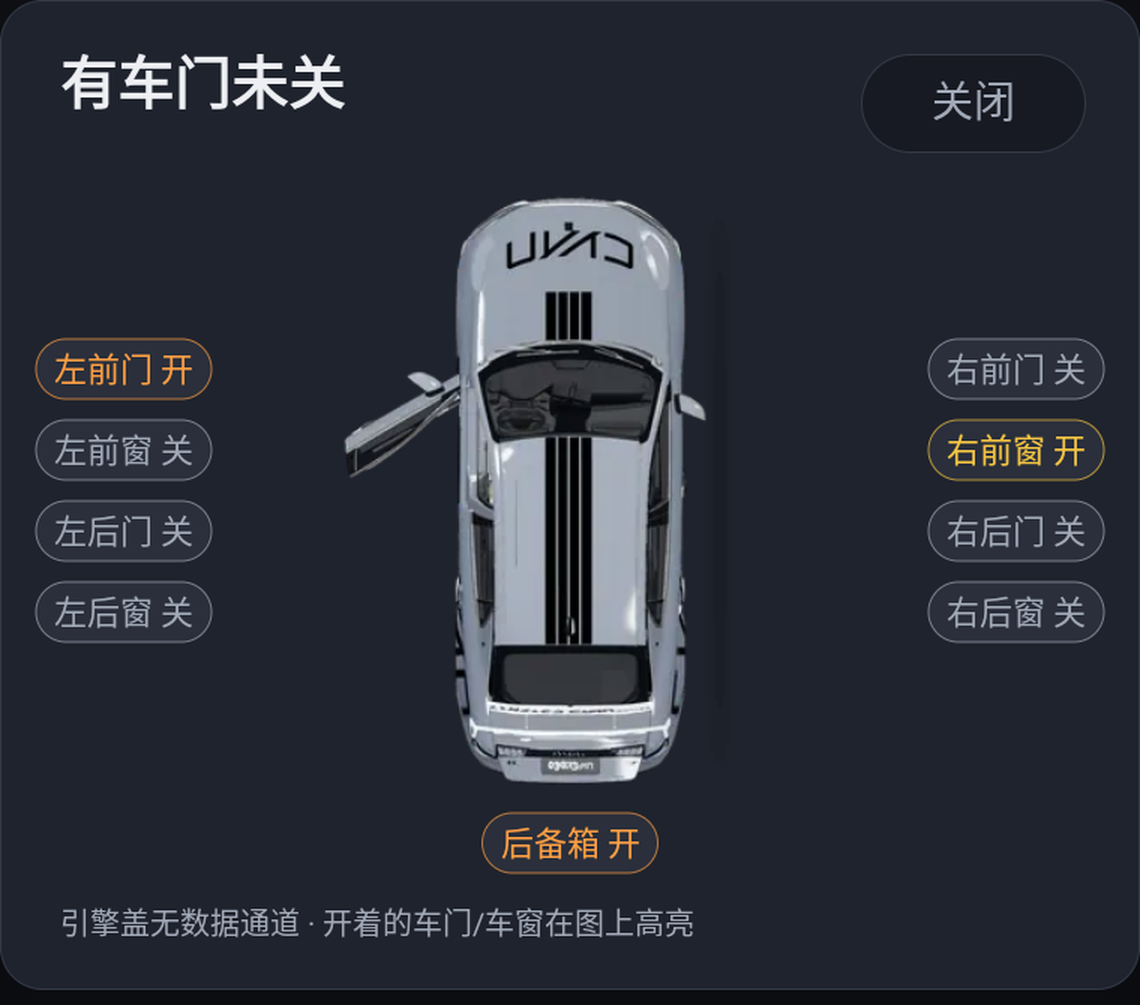 有车门未关
关闭
左前门 开
左前窗 关
左后门 关
左后窗 关
右前门 关
右前窗 开
右后门 关
右后窗 关
后备箱 开
引擎盖无数据通道 · 开着的车门/车窗在图上高亮